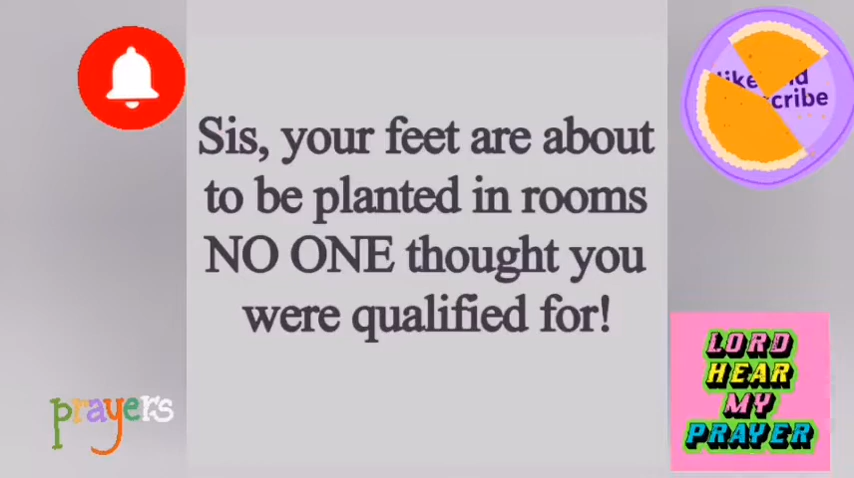 Sis, your feet are about
to be planted in rooms
NO ONE thought you
were qualified for!
prayers
LORD
HEAR
MY
PRAYER